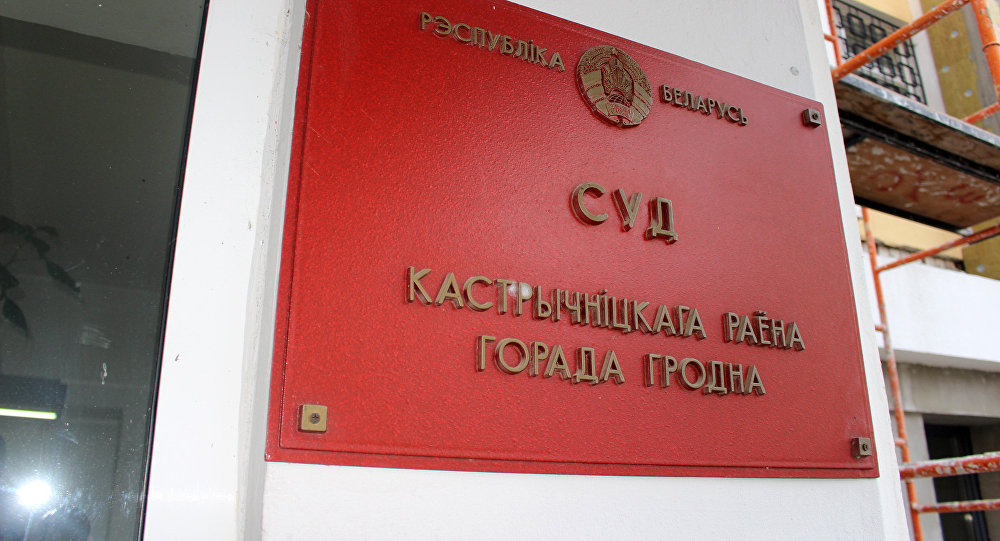 РЭСПУБЛІКА БЕЛАРУСЬ
СУД
КАСТРЫЧНІЦКАГА РАЁНА
ГОРАДА ГРОДНА